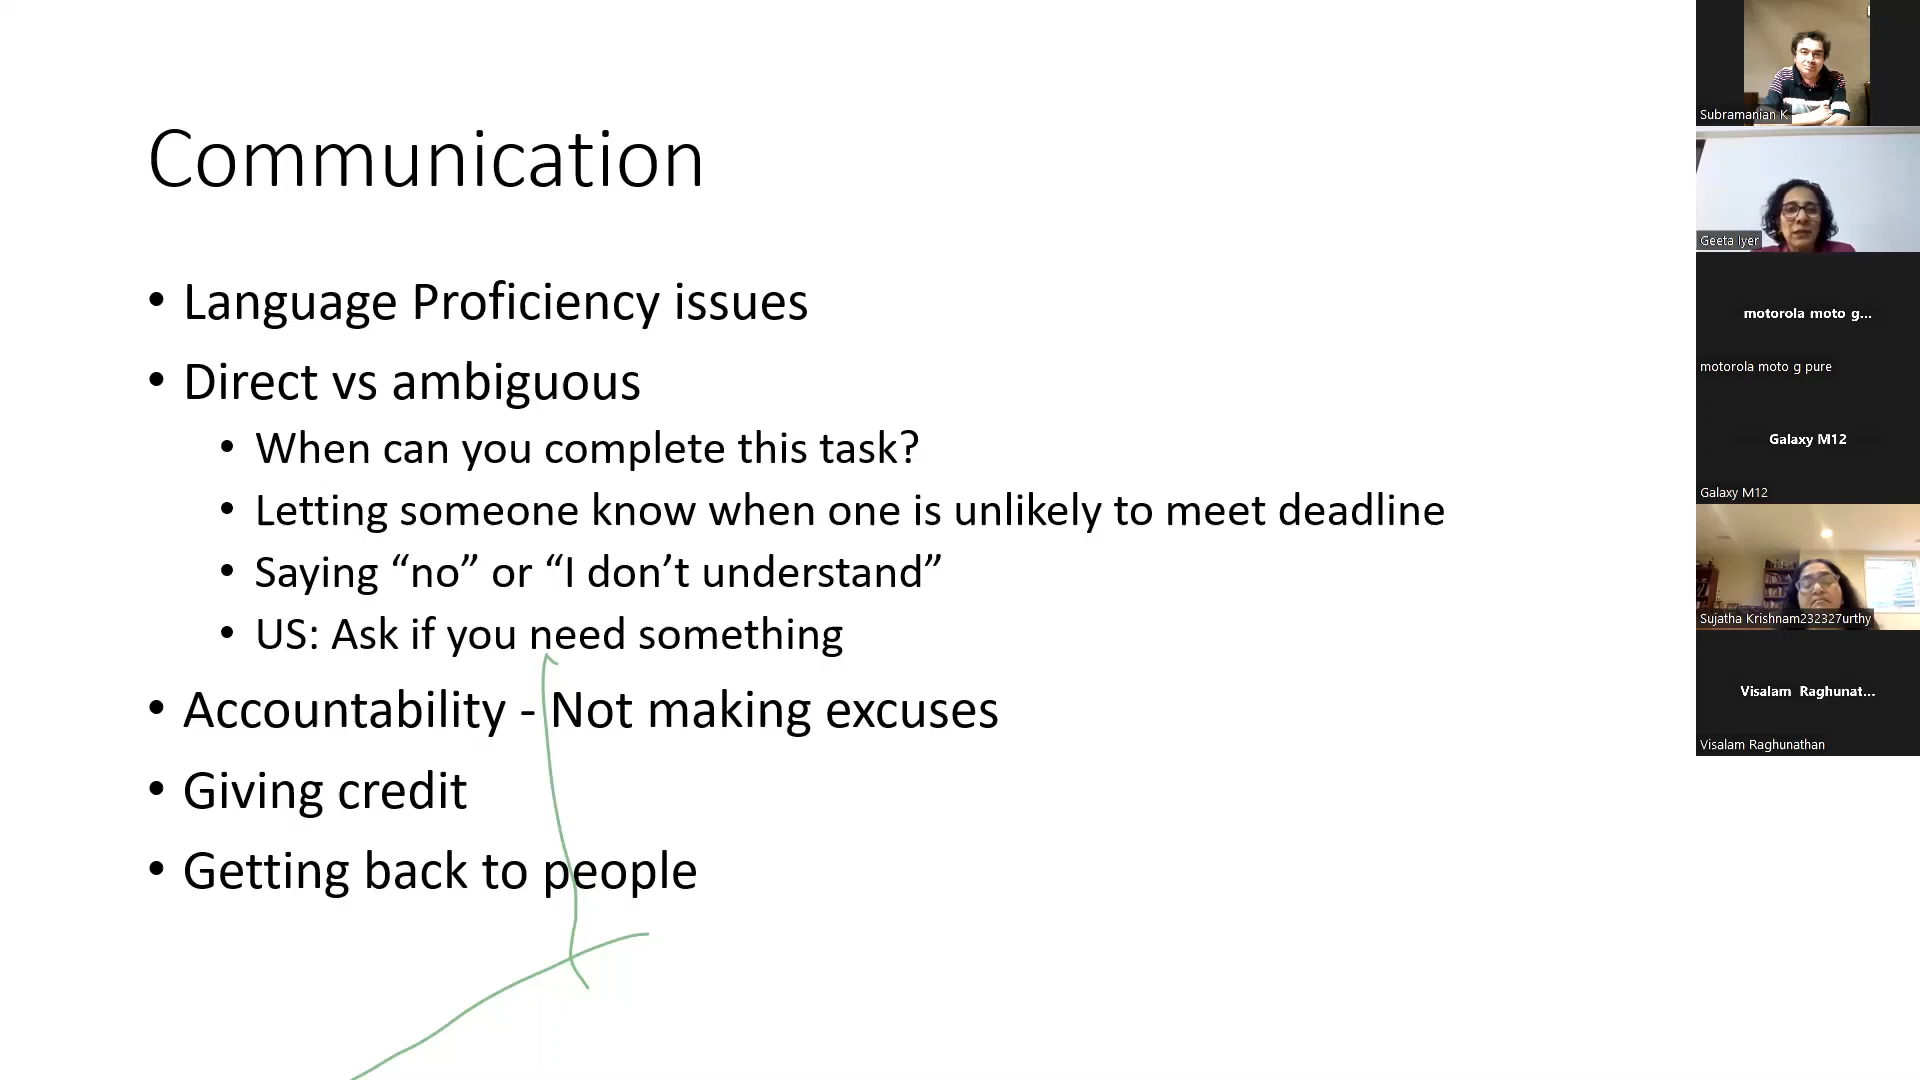 Communication
• Language Proficiency issues
• Direct vs ambiguous
• When can you complete this task?
• Letting someone know when one is unlikely to meet deadline
• Saying “no” or “I don’t understand”
• US: Ask if you need something
• Accountability - Not making excuses
• Giving credit
• Getting back to people
Subramanian K
Geeta Iyer
motorola moto g...
motorola moto g pure
Galaxy M12
Galaxy M12
Sujatha Krishnam232327urthy
Visalam Raghunat...
Visalam Raghunathan